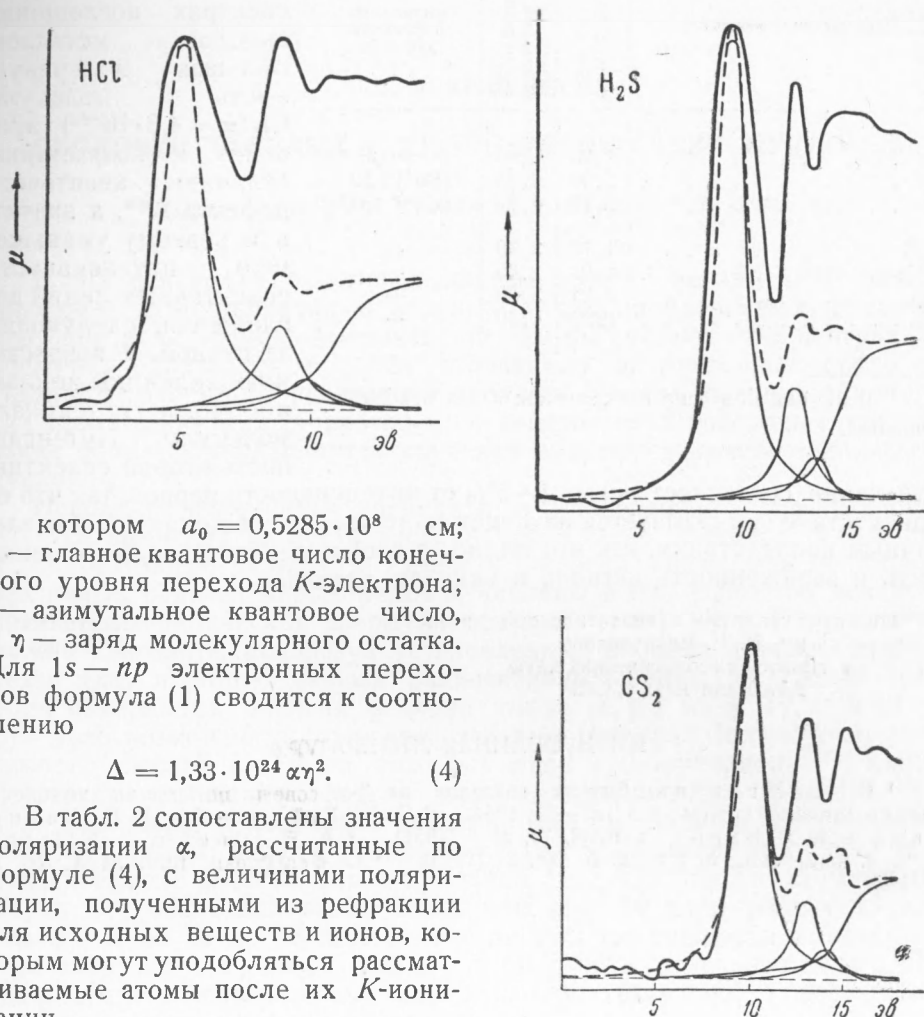 HCl
μ
5 10 эв
H₂S
μ
5 10 15 эв
котором a₀ = 0,5285·10⁸ см;
— главное квантовое число конеч-
ного уровня перехода K-электрона;
— азимутальное квантовое число,
η — заряд молекулярного остатка.
Для 1s — np электронных перехо-
ов формула (1) сводится к соотно-
ению
Δ = 1,33·10²⁴ αη². (4)
В табл. 2 сопоставлены значения
оляризации α, рассчитанные по
ормуле (4), с величинами поляри-
ации, полученными из рефракции
ля исходных веществ и ионов, ко-
орым могут уподобляться рассмат-
иваемые атомы после их K-иони-
CS₂
μ
5 10 15 эв